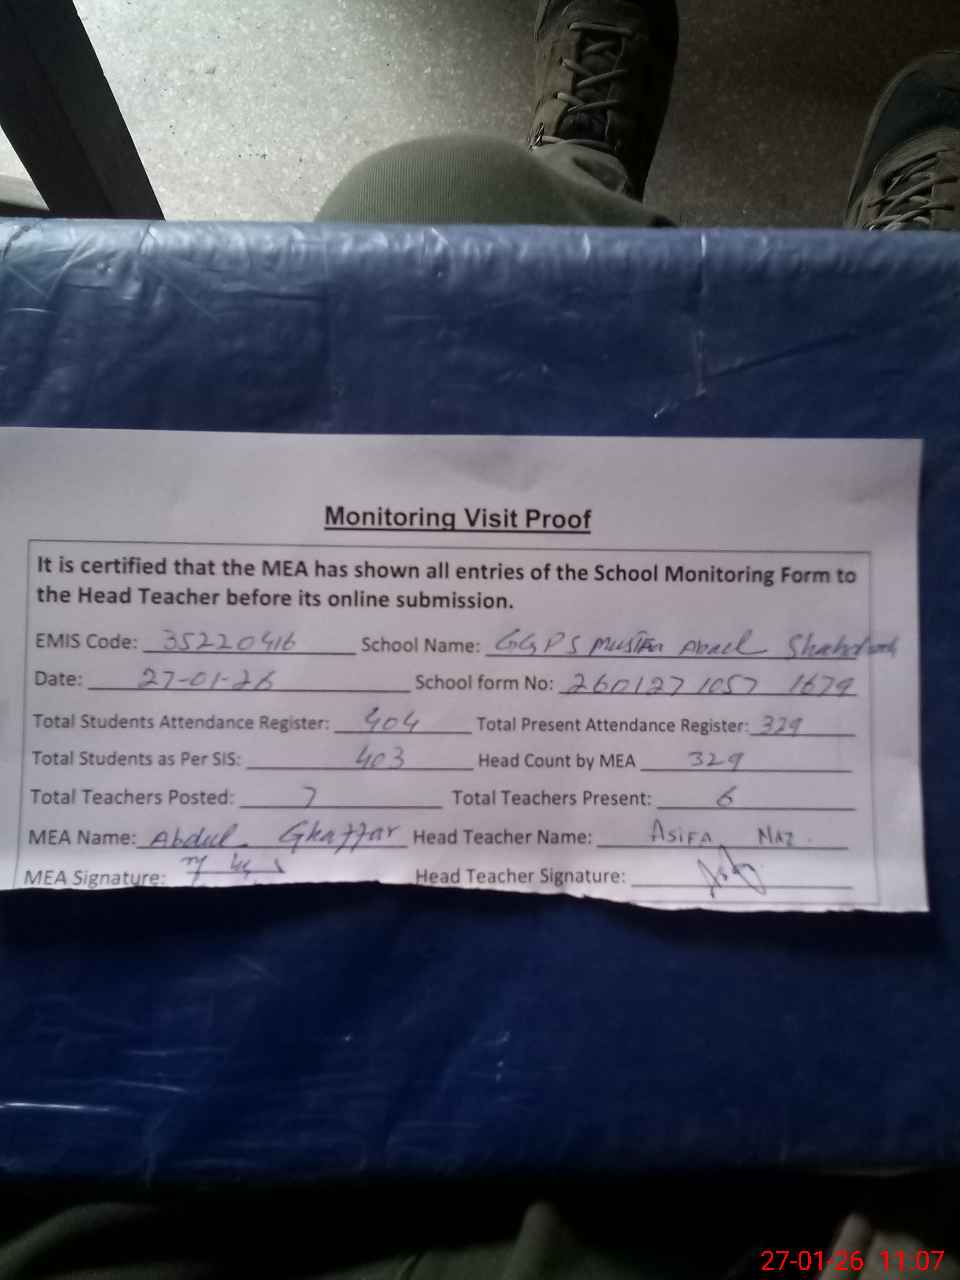 Monitoring Visit Proof
It is certified that the MEA has shown all entries of the School Monitoring Form to
the Head Teacher before its online submission.
EMIS Code: 35220416 School Name: GGPS Abad
Date: 27-01-26 School form No: 260127 1057 1679
Total Students Attendance Register: 404 Total Present Attendance Register: 329
Total Students as Per SIS: 403 Head Count by MEA 329
Total Teachers Posted: 7 Total Teachers Present: 6
MEA Name: Abdul Ghaffar Head Teacher Name: ASIFA NAZ
MEA Signature: Head Teacher Signature:
27-01-26 11:07